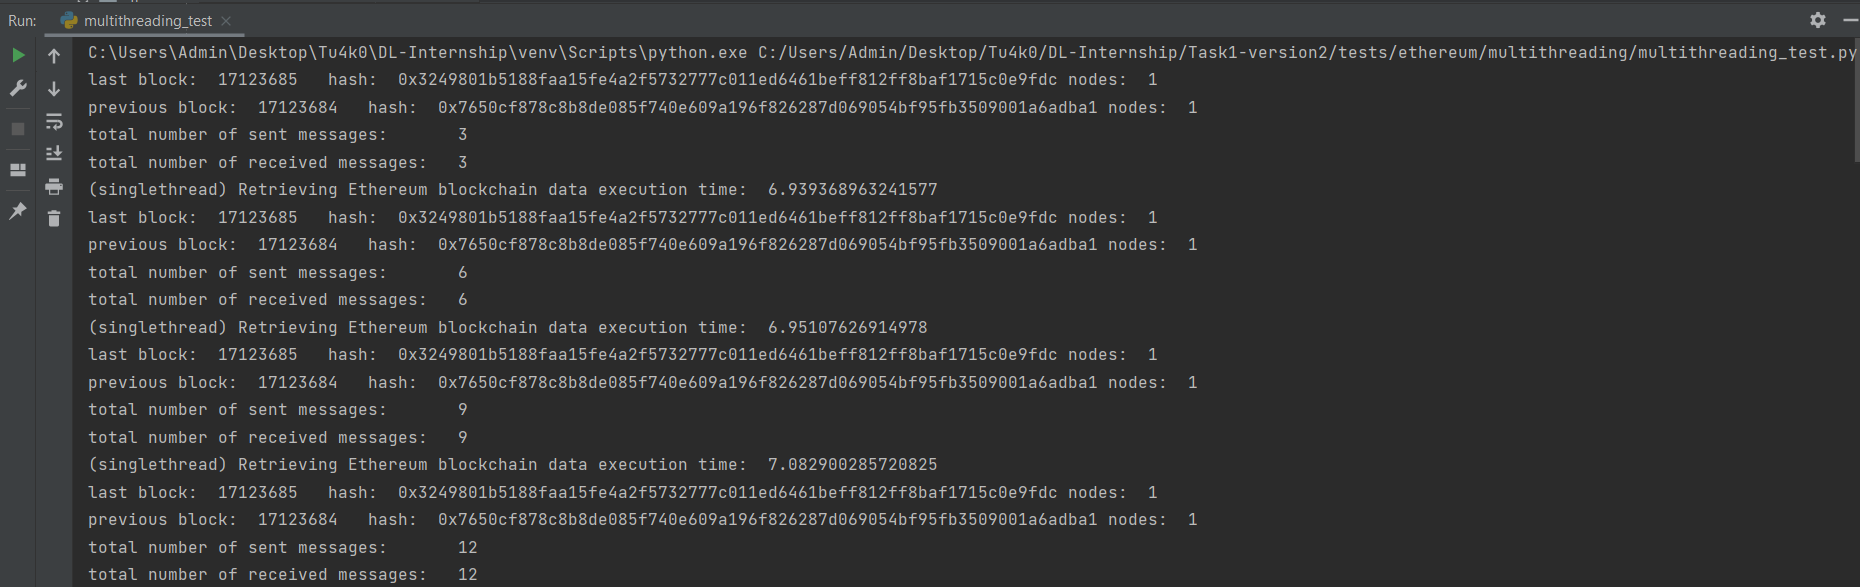 Run: multithreading_test
C:\Users\Admin\Desktop\Tu4k0\DL-Internship\venv\Scripts\python.exe C:/Users/Admin/Desktop/Tu4k0/DL-Internship/Task1-version2/tests/ethereum/multithreading/multithreading_test.py
last block:  17123685   hash:  0x3249801b5188faa15fe4a2f5732777c011ed6461beff812ff8baf1715c0e9fdc nodes:  1
previous block:  17123684   hash:  0x7650cf878c8b8de085f740e609a196f826287d069054bf95fb3509001a6adba1 nodes:  1
total number of sent messages:       3
total number of received messages:   3
(singlethread) Retrieving Ethereum blockchain data execution time:  6.939368963241577
last block:  17123685   hash:  0x3249801b5188faa15fe4a2f5732777c011ed6461beff812ff8baf1715c0e9fdc nodes:  1
previous block:  17123684   hash:  0x7650cf878c8b8de085f740e609a196f826287d069054bf95fb3509001a6adba1 nodes:  1
total number of sent messages:       6
total number of received messages:   6
(singlethread) Retrieving Ethereum blockchain data execution time:  6.95107626914978
last block:  17123685   hash:  0x3249801b5188faa15fe4a2f5732777c011ed6461beff812ff8baf1715c0e9fdc nodes:  1
previous block:  17123684   hash:  0x7650cf878c8b8de085f740e609a196f826287d069054bf95fb3509001a6adba1 nodes:  1
total number of sent messages:       9
total number of received messages:   9
(singlethread) Retrieving Ethereum blockchain data execution time:  7.082900285720825
last block:  17123685   hash:  0x3249801b5188faa15fe4a2f5732777c011ed6461beff812ff8baf1715c0e9fdc nodes:  1
previous block:  17123684   hash:  0x7650cf878c8b8de085f740e609a196f826287d069054bf95fb3509001a6adba1 nodes:  1
total number of sent messages:       12
total number of received messages:   12